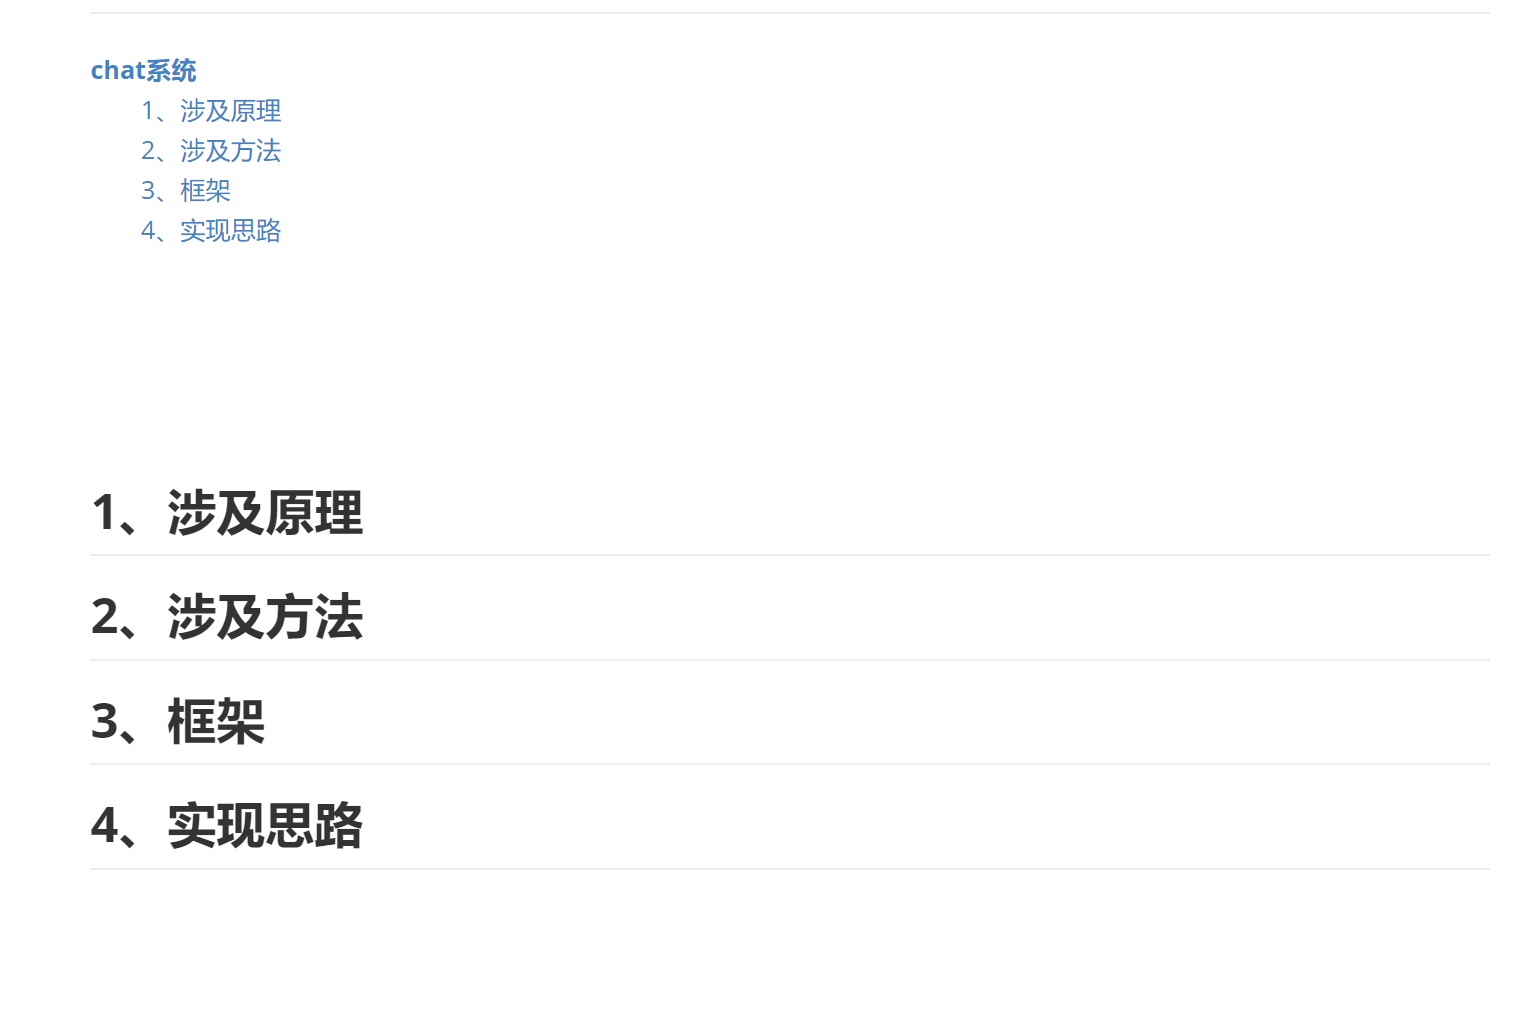 chat系统
1、涉及原理
2、涉及方法
3、框架
4、实现思路
1、涉及原理
2、涉及方法
3、框架
4、实现思路